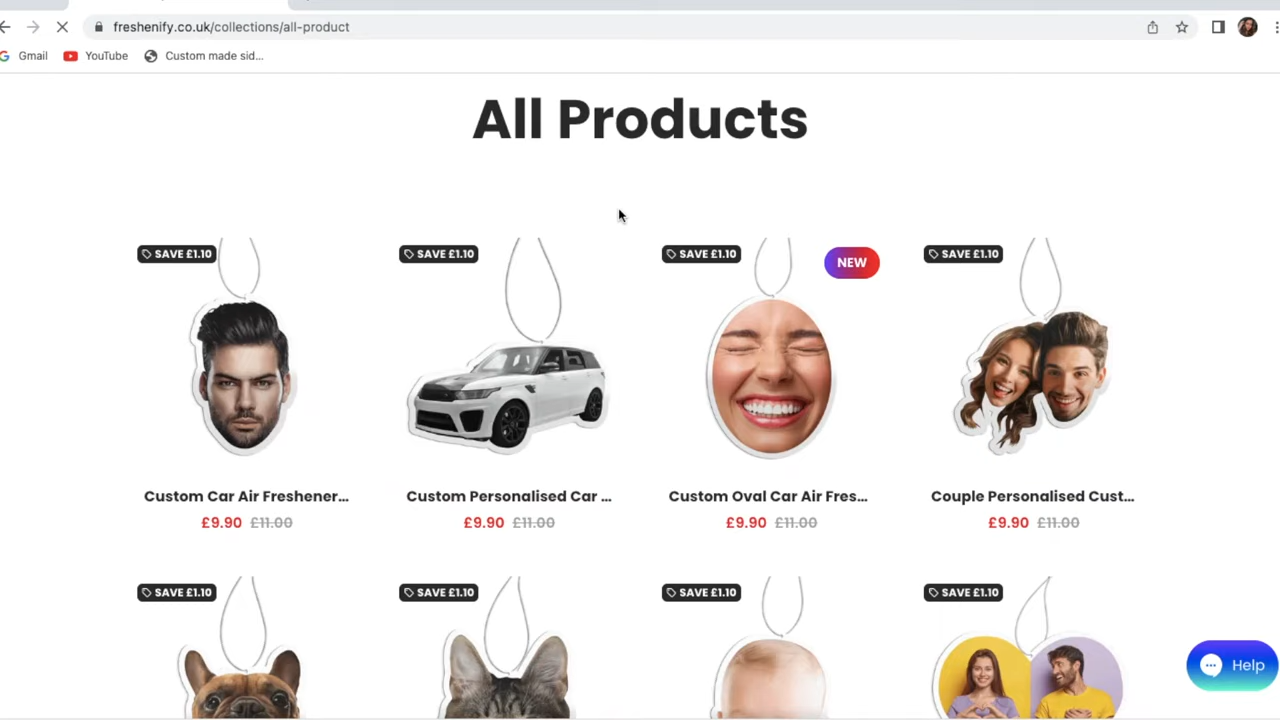 freshenify.co.uk/collections/all-product
Gmail YouTube Custom made sid...
All Products
SAVE £1.10 SAVE £1.10 SAVE £1.10 NEW SAVE £1.10
Custom Car Air Freshener... Custom Personalised Car ... Custom Oval Car Air Fres... Couple Personalised Cust...
£9.90 £11.00 £9.90 £11.00 £9.90 £11.00 £9.90 £11.00
SAVE £1.10 SAVE £1.10 SAVE £1.10 SAVE £1.10
Help